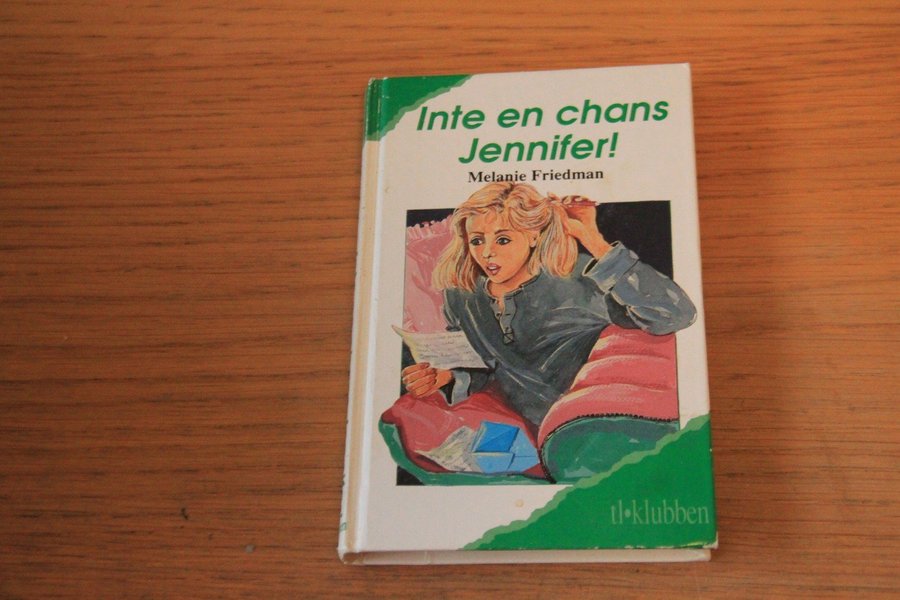 Inte en chans
Jennifer!
Melanie Friedman
tl•klubben